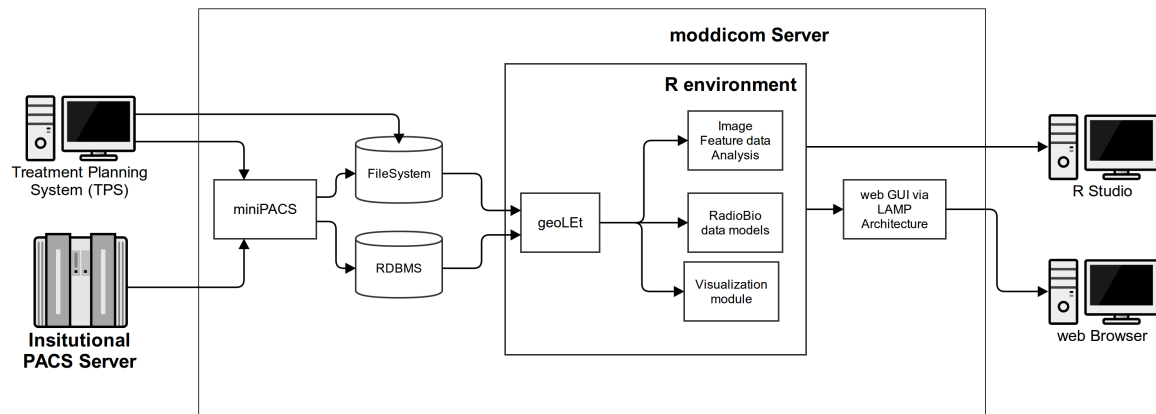 moddicom Server
R environment
Treatment Planning
System (TPS)
Insitutional
PACS Server
miniPACS
FileSystem
RDBMS
geoLEt
Image
Feature data
Analysis
RadioBio
data models
Visualization
module
web GUI via
LAMP
Architecture
R Studio
web Browser